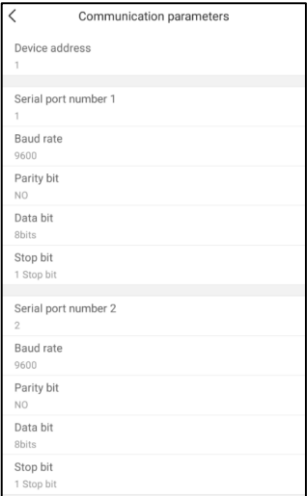 Communication parameters
Device address
1
Serial port number 1
1
Baud rate
9600
Parity bit
NO
Data bit
8bits
Stop bit
1 Stop bit
Serial port number 2
2
Baud rate
9600
Parity bit
NO
Data bit
8bits
Stop bit
1 Stop bit